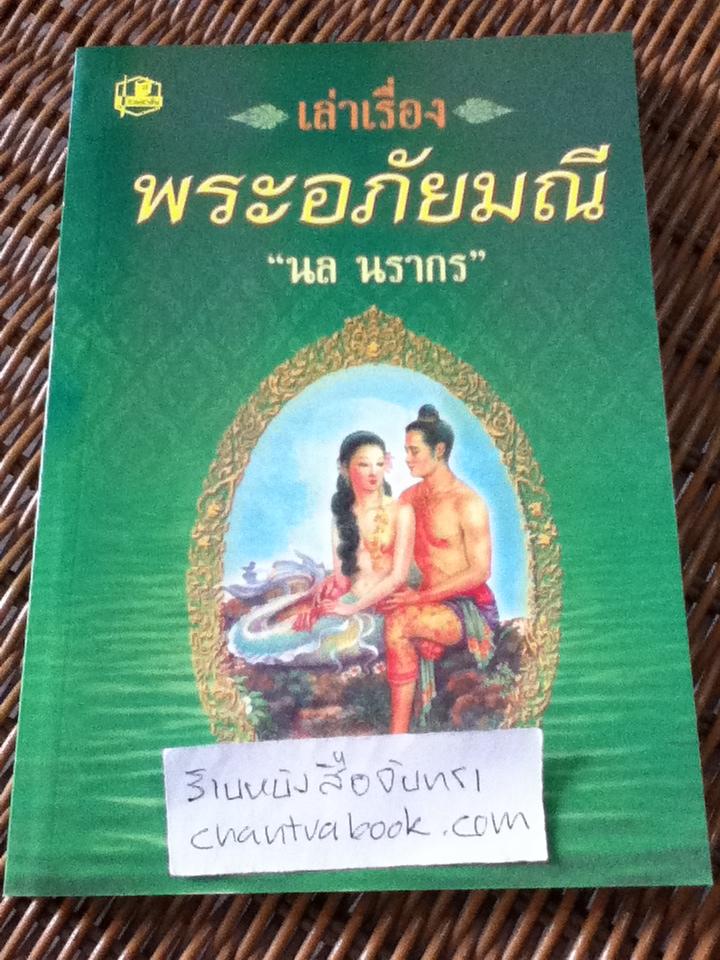 เล่าเรื่อง
พระอภัยมณี
“นล นรากร”
ร้านหนังสือจันทรา
chantrabook.com